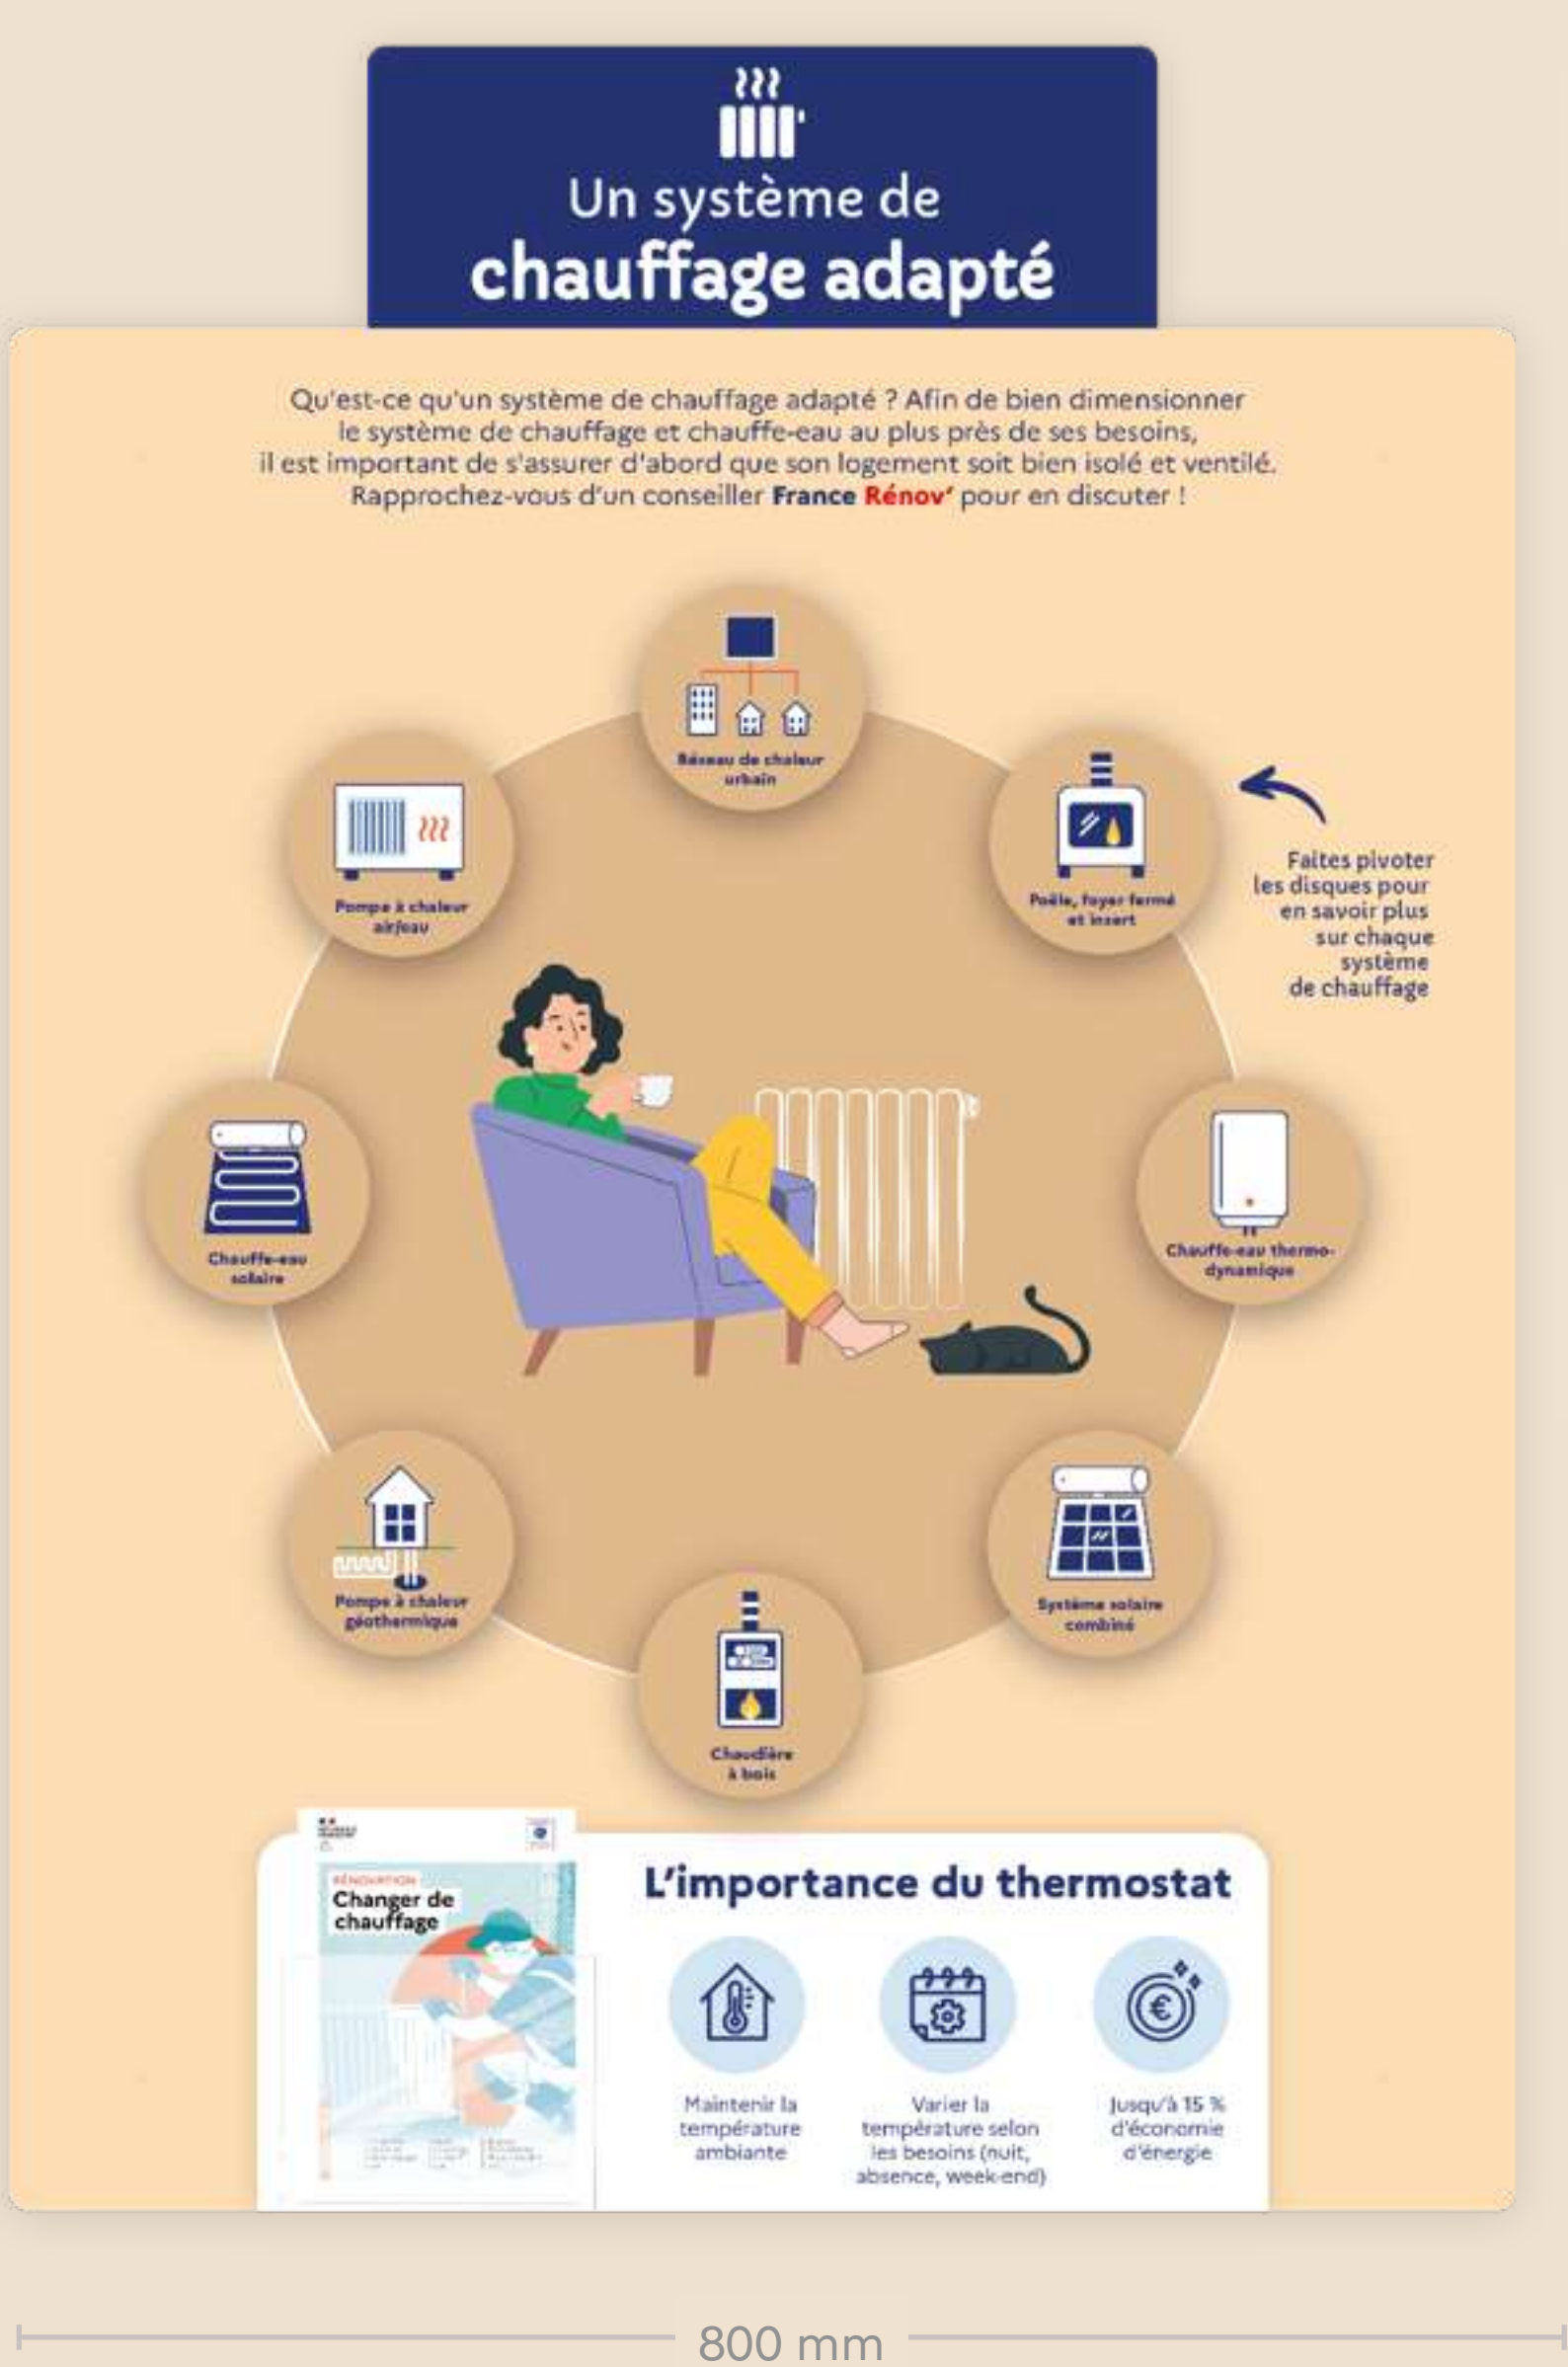 Un système de
chauffage adapté
Qu'est-ce qu'un système de chauffage adapté ? Afin de bien dimensionner
le système de chauffage et chauffe-eau au plus près de ses besoins,
il est important de s'assurer d'abord que son logement soit bien isolé et ventilé.
Rapprochez-vous d'un conseiller France Rénov' pour en discuter !
Réseau de chaleur
urbain
Pompe à chaleur
air/eau
Poêle, foyer fermé
et insert
Faites pivoter
les disques pour
en savoir plus
sur chaque
système
de chauffage
Chauffe-eau
solaire
Chauffe-eau thermo-
dynamique
Pompe à chaleur
géothermique
Système solaire
combiné
Chaudière
à bois
RÉNOVATION
Changer de
chauffage
L'importance du thermostat
Maintenir la
température
ambiante
Varier la
température selon
les besoins (nuit,
absence, week-end)
Jusqu'à 15 %
d'économie
d'énergie
800 mm